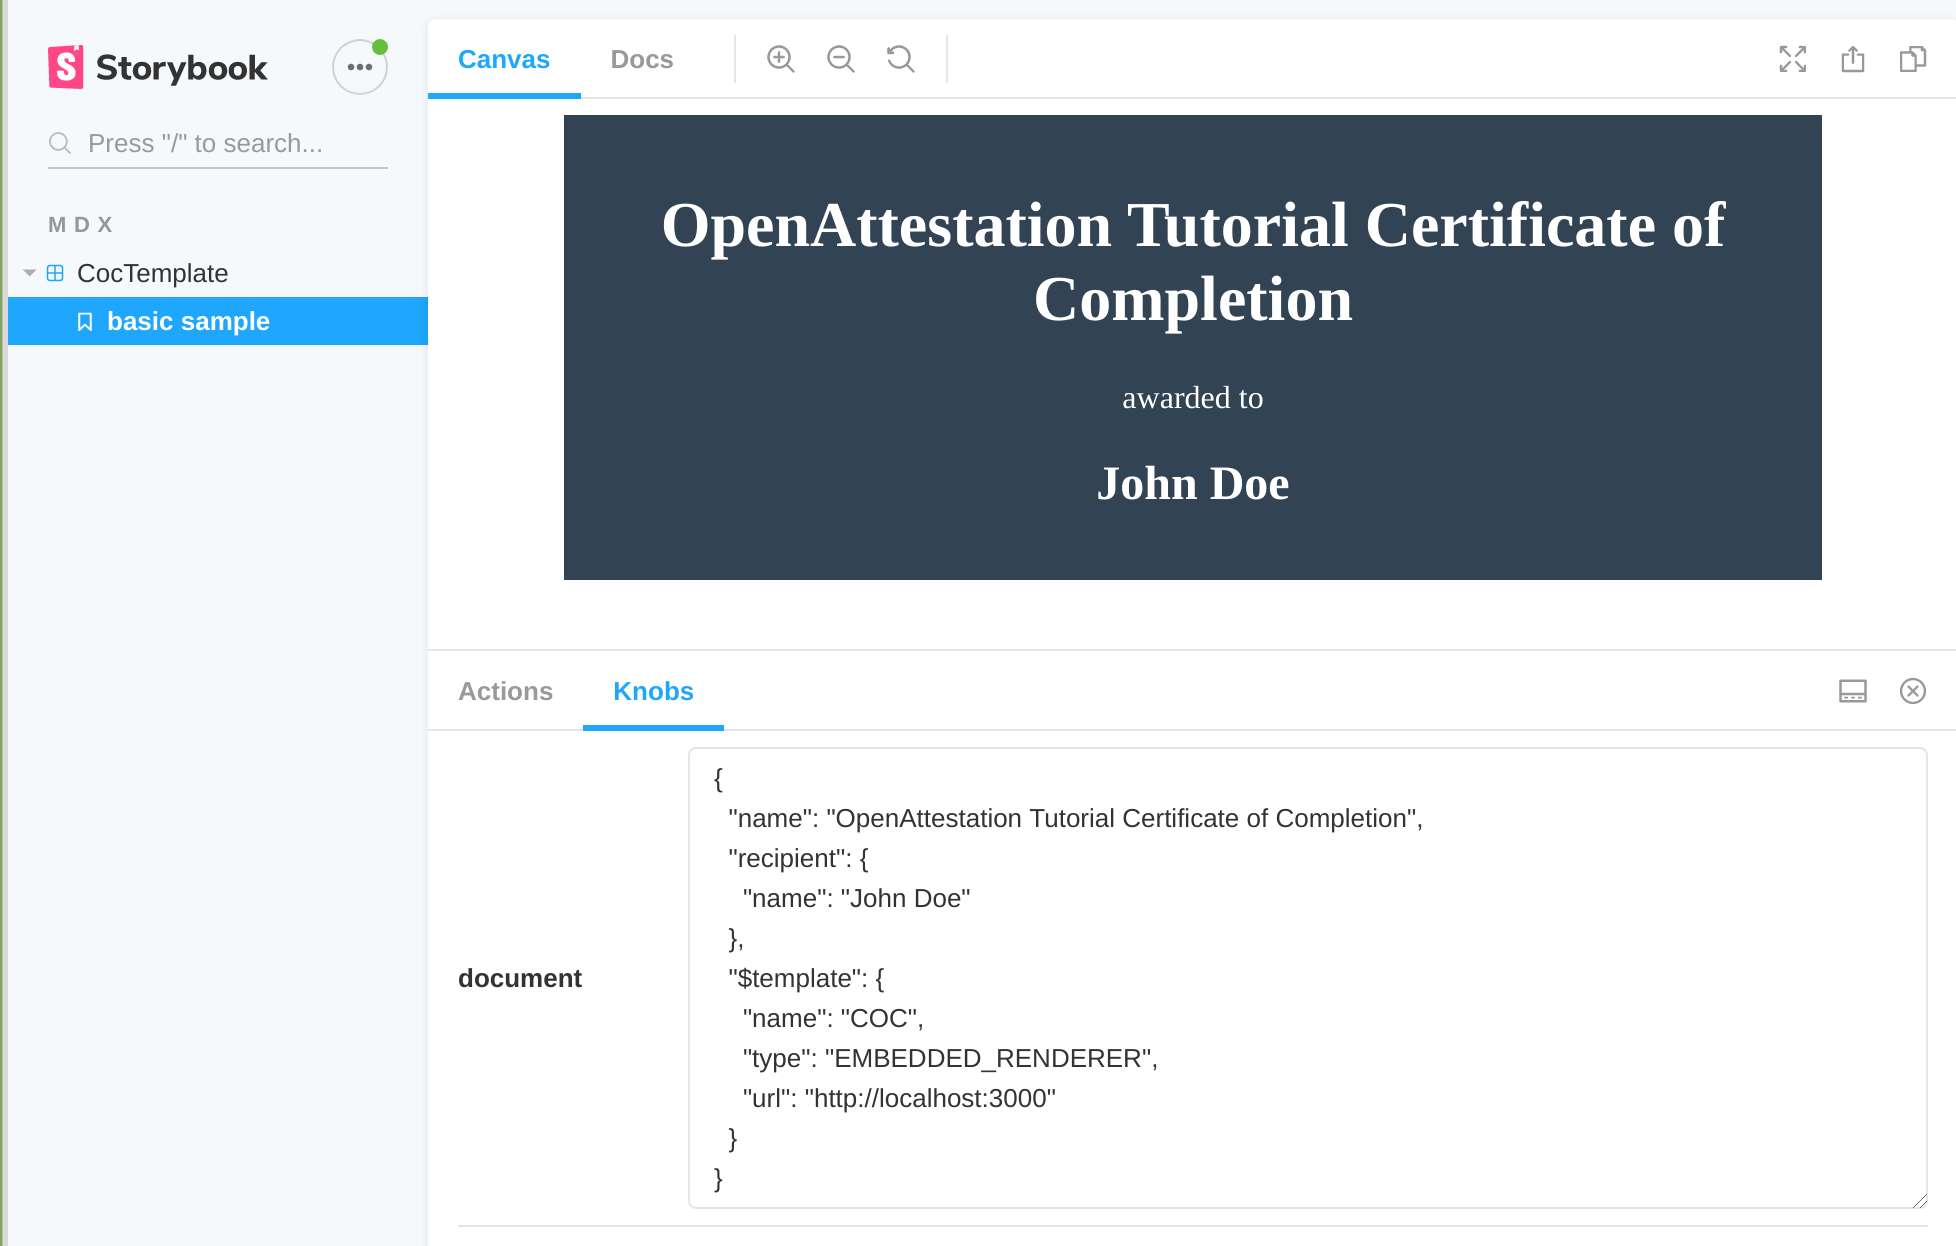 Storybook
Press "/" to search...
MDX
CocTemplate
basic sample
Canvas
Docs
OpenAttestation Tutorial Certificate of
Completion
awarded to
John Doe
Actions
Knobs
document
{
"name": "OpenAttestation Tutorial Certificate of Completion",
"recipient": {
"name": "John Doe"
},
"$template": {
"name": "COC",
"type": "EMBEDDED_RENDERER",
"url": "http://localhost:3000"
}
}